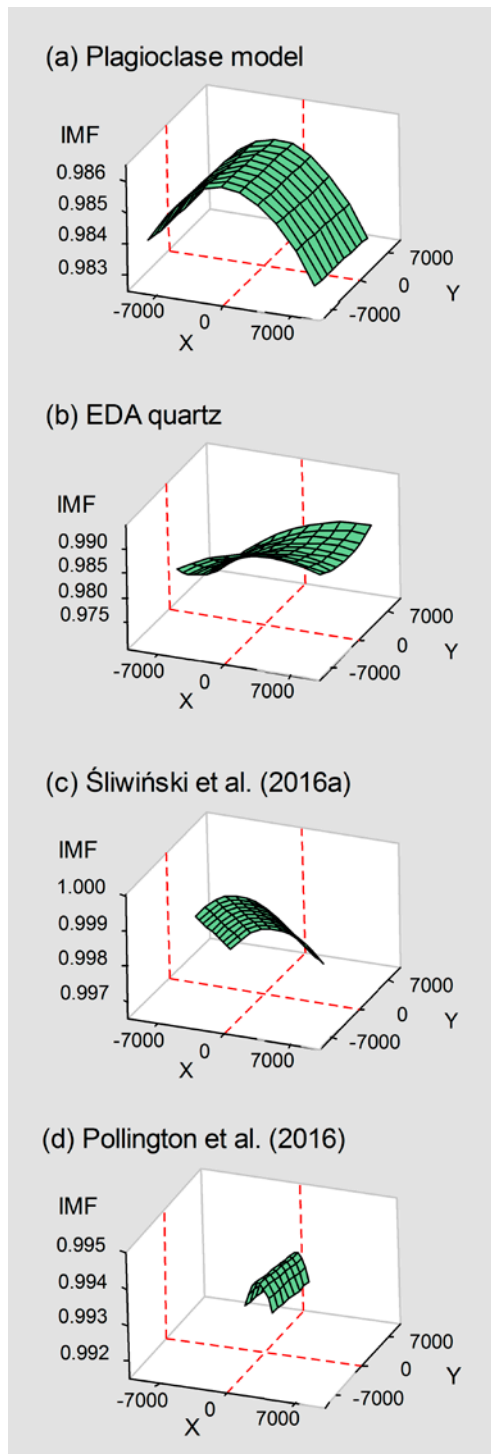 (a) Plagioclase model
IMF
0.986
0.985
0.984
0.983
-7000
0
7000
X
-7000
0
7000
Y
(b) EDA quartz
IMF
0.990
0.985
0.980
0.975
-7000
0
7000
X
-7000
0
7000
Y
(c) Śliwiński et al. (2016a)
IMF
1.000
0.999
0.998
0.997
-7000
0
7000
X
-7000
0
7000
Y
(d) Pollington et al. (2016)
IMF
0.995
0.994
0.993
0.992
-7000
0
7000
X
-7000
0
7000
Y